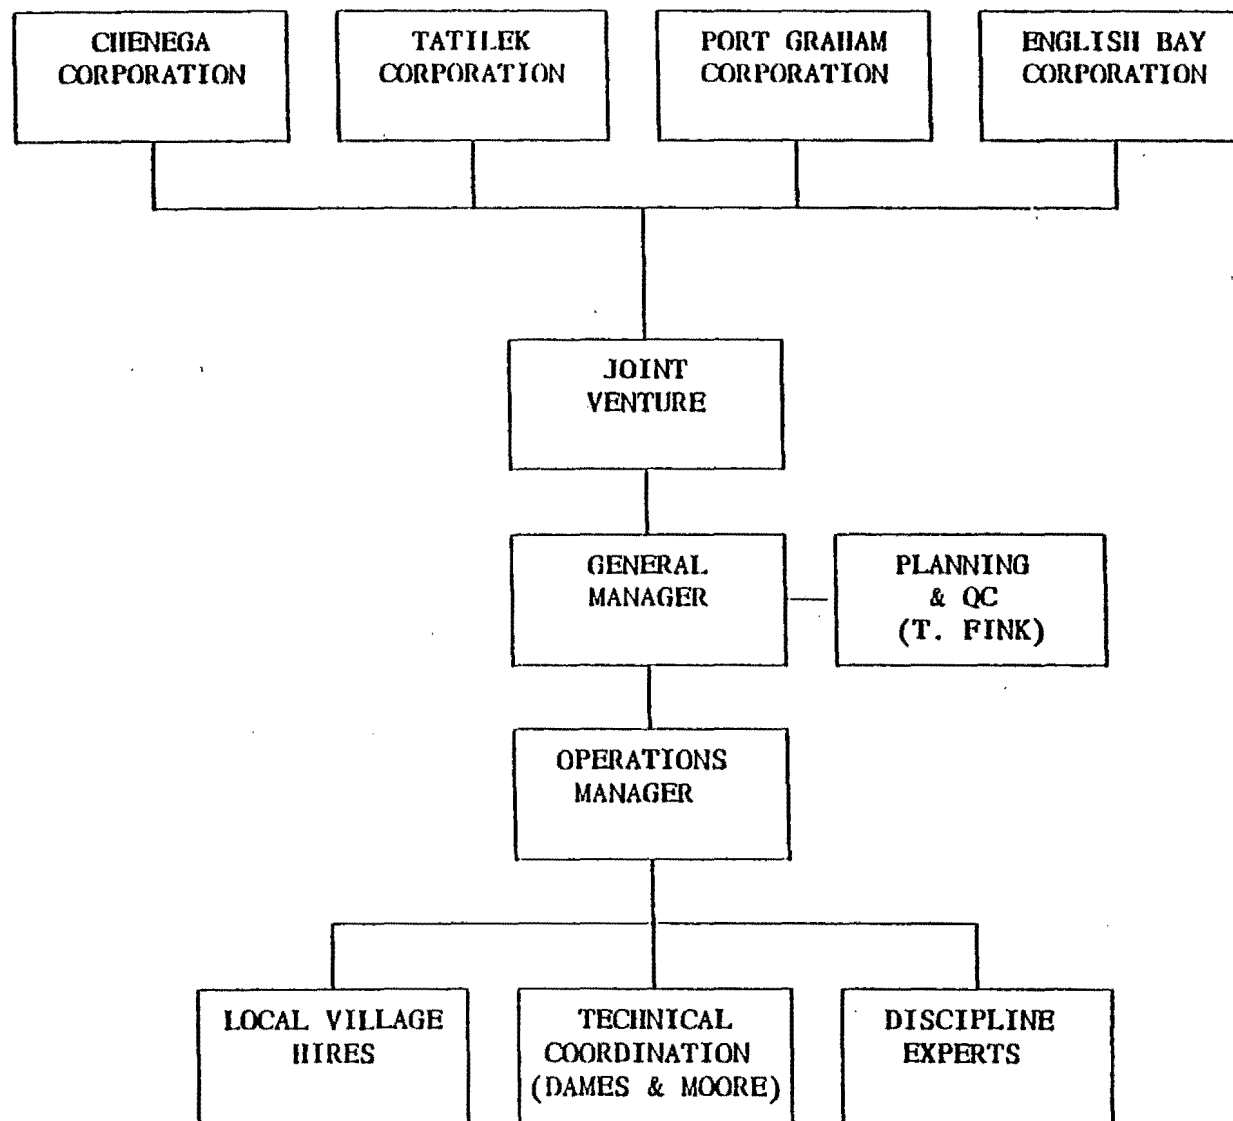 CHENEGA
CORPORATION
TATILEK
CORPORATION
PORT GRAHAM
CORPORATION
ENGLISH BAY
CORPORATION
JOINT
VENTURE
GENERAL
MANAGER
PLANNING
& QC
(T. FINK)
OPERATIONS
MANAGER
LOCAL VILLAGE
HIRES
TECHNICAL
COORDINATION
(DAMES & MOORE)
DISCIPLINE
EXPERTS